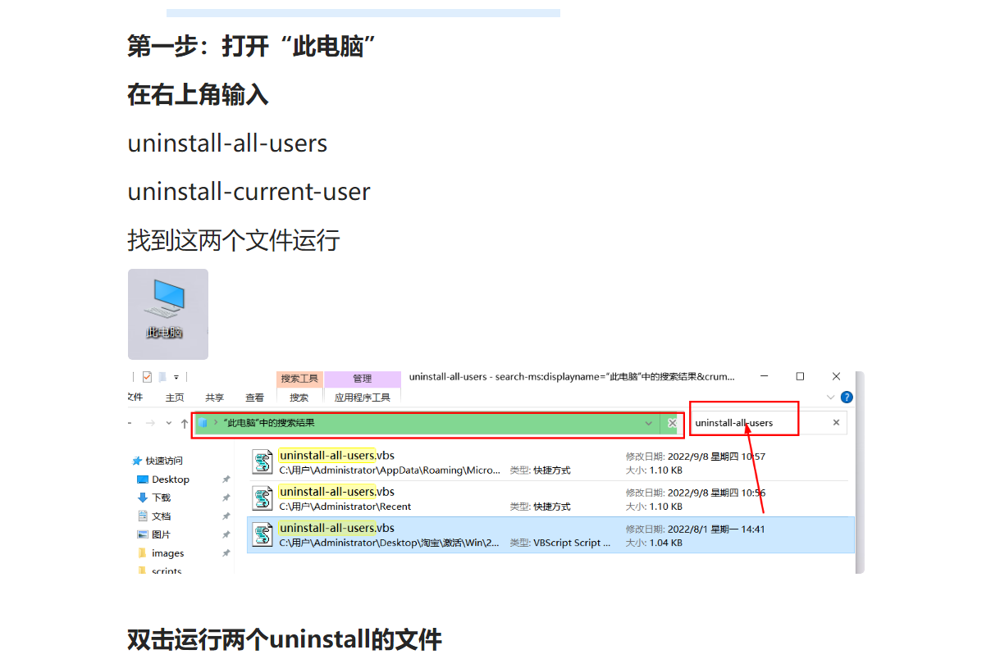 第一步：打开“此电脑”
在右上角输入
uninstall-all-users
uninstall-current-user
找到这两个文件运行
此电脑
搜索工具 管理 uninstall-all-users - search-ms:displayname=“此电脑”中的搜索结果&crum...
文件 主页 共享 查看 搜索 应用程序工具
“此电脑”中的搜索结果 uninstall-all-users
快速访问
Desktop
下载
文档
图片
images
scripts
uninstall-all-users.vbs 修改日期: 2022/9/8 星期四 10:57
C:\用户\Administrator\AppData\Roaming\Micro... 类型: 快捷方式 大小: 1.10 KB
uninstall-all-users.vbs 修改日期: 2022/9/8 星期四 10:56
C:\用户\Administrator\Recent 类型: 快捷方式 大小: 1.10 KB
uninstall-all-users.vbs 修改日期: 2022/8/1 星期一 14:41
C:\用户\Administrator\Desktop\淘宝\激活\Win\2... 类型: VBScript Script ... 大小: 1.04 KB
双击运行两个uninstall的文件